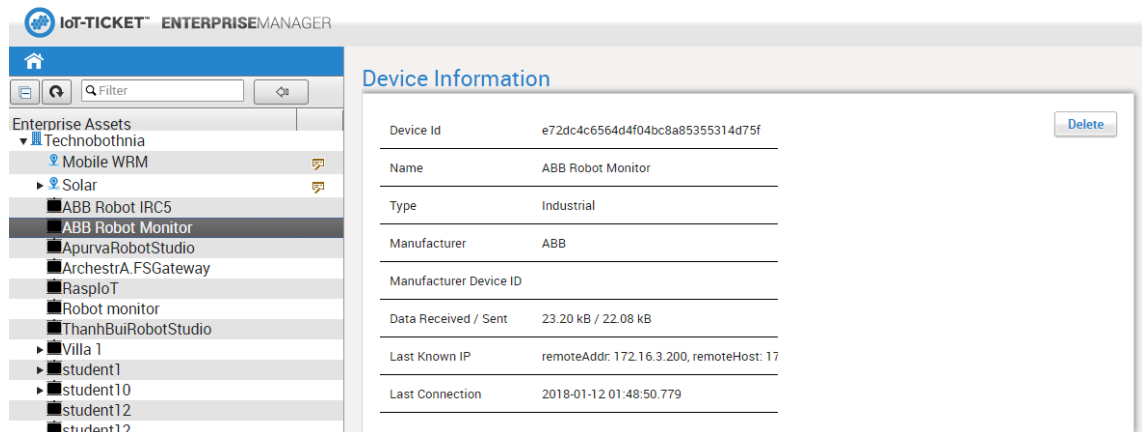 IoT-TICKET™ ENTERPRISEMANAGER
Filter
Enterprise Assets
Technobothnia
Mobile WRM
Solar
ABB Robot IRC5
ABB Robot Monitor
ApurvaRobotStudio
ArchestrA.FSGateway
RaspIoT
Robot monitor
ThanhBuiRobotStudio
Villa 1
student1
student10
student12
student12
Device Information
Delete
Device Id e72dc4c6564d4f04bc8a85355314d75f
Name ABB Robot Monitor
Type Industrial
Manufacturer ABB
Manufacturer Device ID
Data Received / Sent 23.20 kB / 22.08 kB
Last Known IP remoteAddr: 172.16.3.200, remoteHost: 17
Last Connection 2018-01-12 01:48:50.779